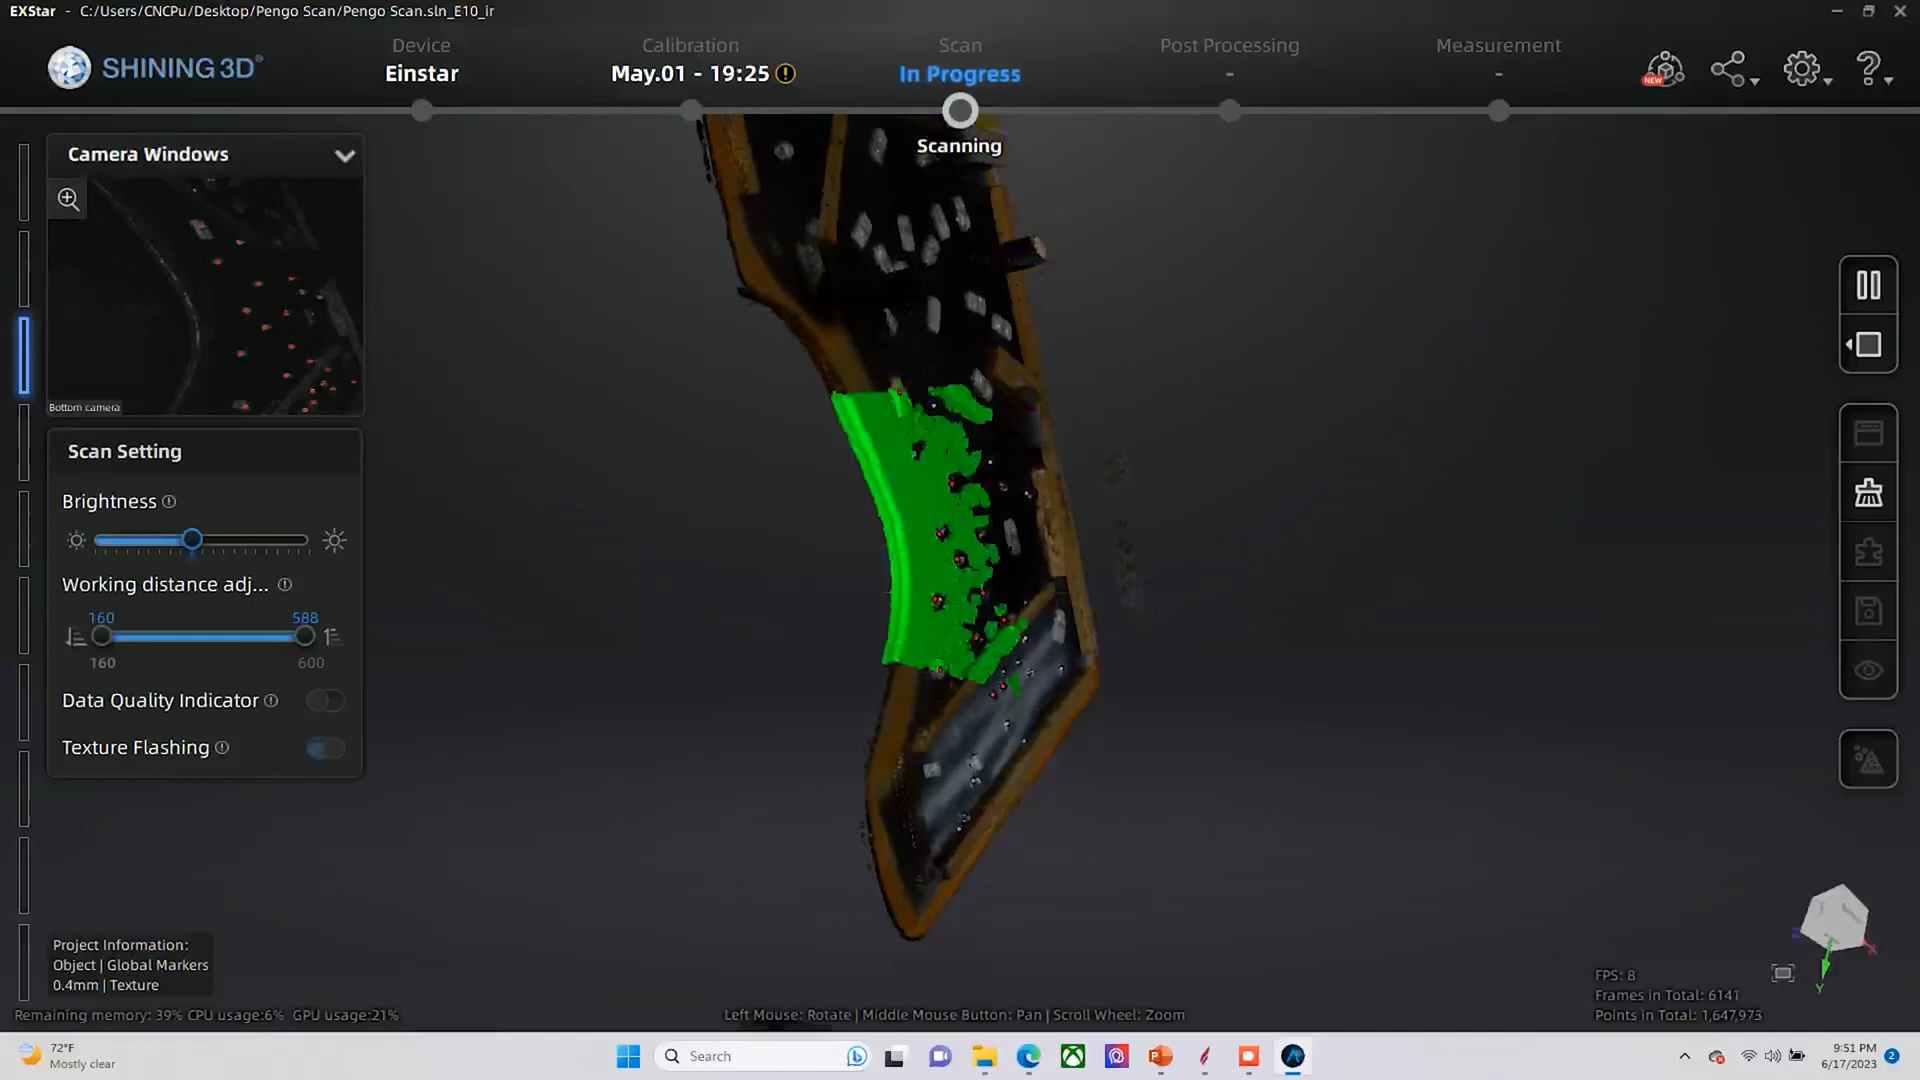 EXStar - C:/Users/CNCPu/Desktop/Pengo Scan/Pengo Scan.sln_E10_ir
SHINING 3D®
Device
Einstar
Calibration
May.01 - 19:25
Scan
In Progress
Scanning
Post Processing
-
Measurement
-
NEW
Camera Windows
Bottom camera
Scan Setting
Brightness
Working distance adj...
160 588
160 600
Data Quality Indicator
Texture Flashing
Project Information:
Object | Global Markers
0.4mm | Texture
Remaining memory: 39% CPU usage:6% GPU usage:21%
Left Mouse: Rotate | Middle Mouse Button: Pan | Scroll Wheel: Zoom
FPS: 8
Frames in Total: 6141
Points in Total: 1,647,973
Y
72°F
Mostly clear
Search
9:51 PM
6/17/2023
2